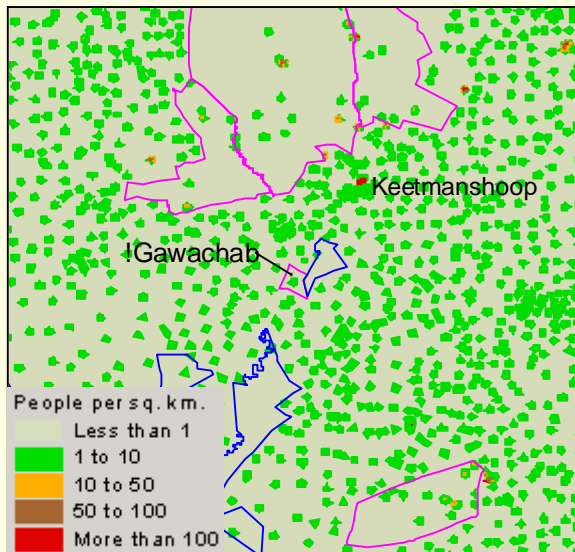 Keetmanshoop
!Gawachab
People per sq. km.
Less than 1
1 to 10
10 to 50
50 to 100
More than 100